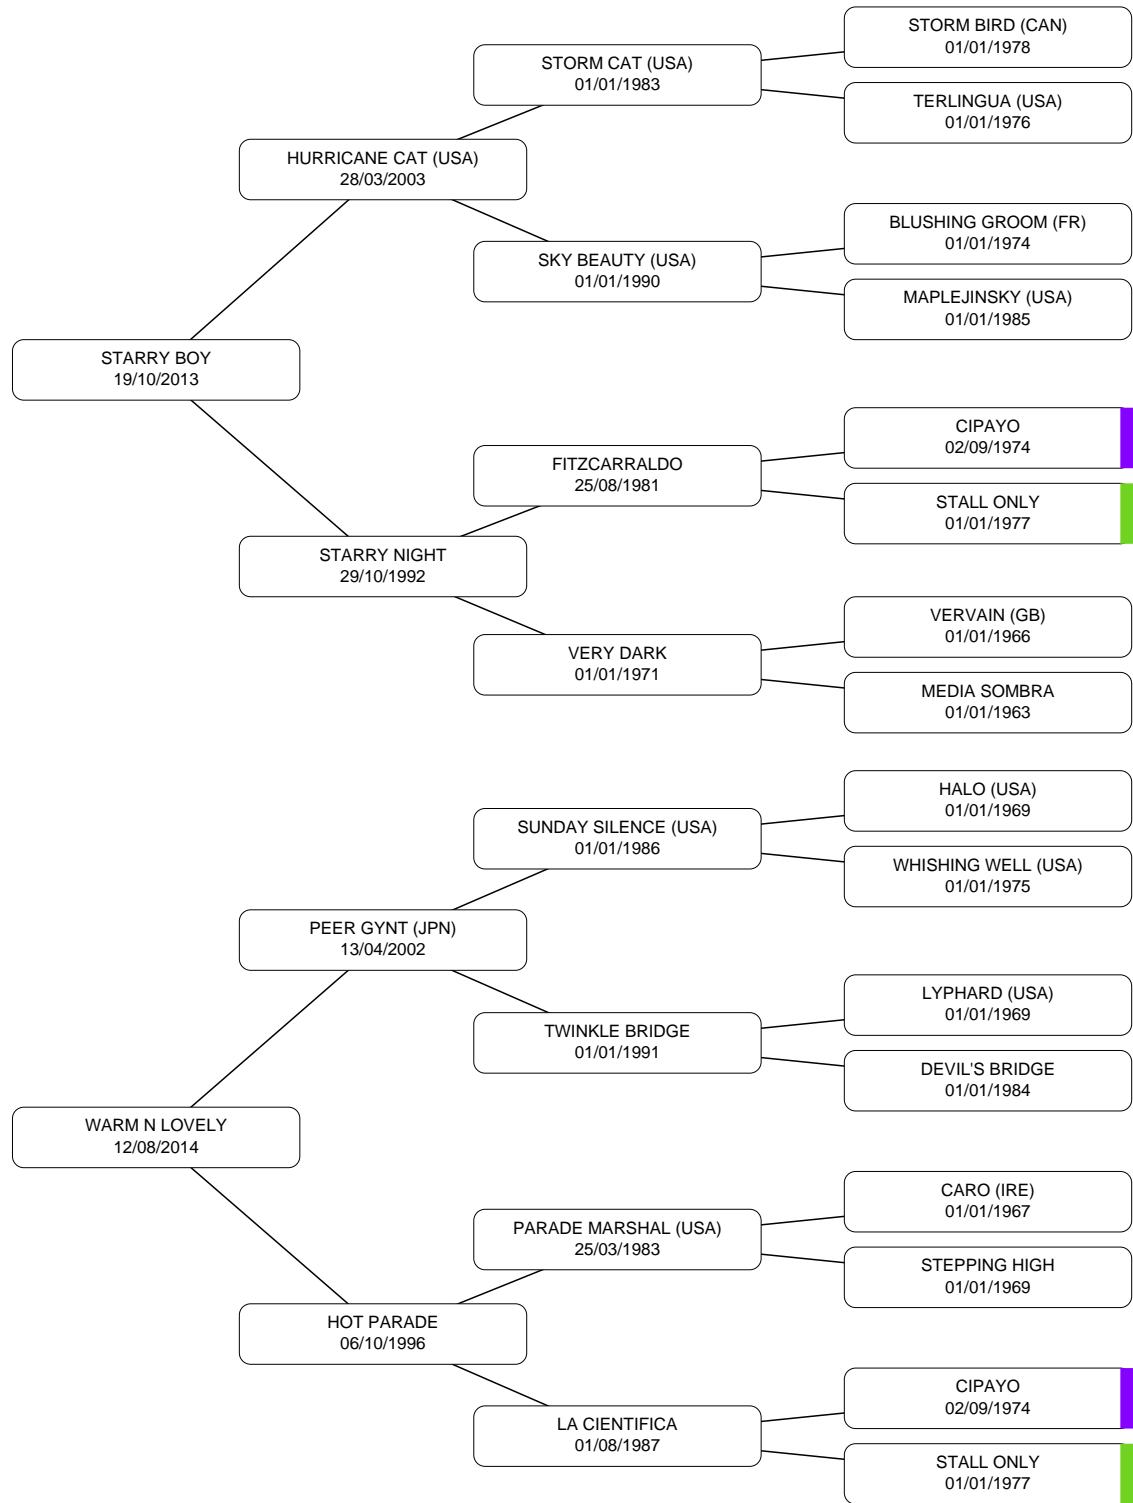 STORM BIRD (CAN)
01/01/1978
STORM CAT (USA)
01/01/1983
TERLINGUA (USA)
01/01/1976
HURRICANE CAT (USA)
28/03/2003
BLUSHING GROOM (FR)
01/01/1974
SKY BEAUTY (USA)
01/01/1990
MAPLEJINSKY (USA)
01/01/1985
STARRY BOY
19/10/2013
CIPAYO
02/09/1974
FITZCARRALDO
25/08/1981
STALL ONLY
01/01/1977
STARRY NIGHT
29/10/1992
VERVAIN (GB)
01/01/1966
VERY DARK
01/01/1971
MEDIA SOMBRA
01/01/1963
HALO (USA)
01/01/1969
SUNDAY SILENCE (USA)
01/01/1986
WHISHING WELL (USA)
01/01/1975
PEER GYNT (JPN)
13/04/2002
LYPHARD (USA)
01/01/1969
TWINKLE BRIDGE
01/01/1991
DEVIL'S BRIDGE
01/01/1984
WARM N LOVELY
12/08/2014
CARO (IRE)
01/01/1967
PARADE MARSHAL (USA)
25/03/1983
STEPPING HIGH
01/01/1969
HOT PARADE
06/10/1996
CIPAYO
02/09/1974
LA CIENTIFICA
01/08/1987
STALL ONLY
01/01/1977